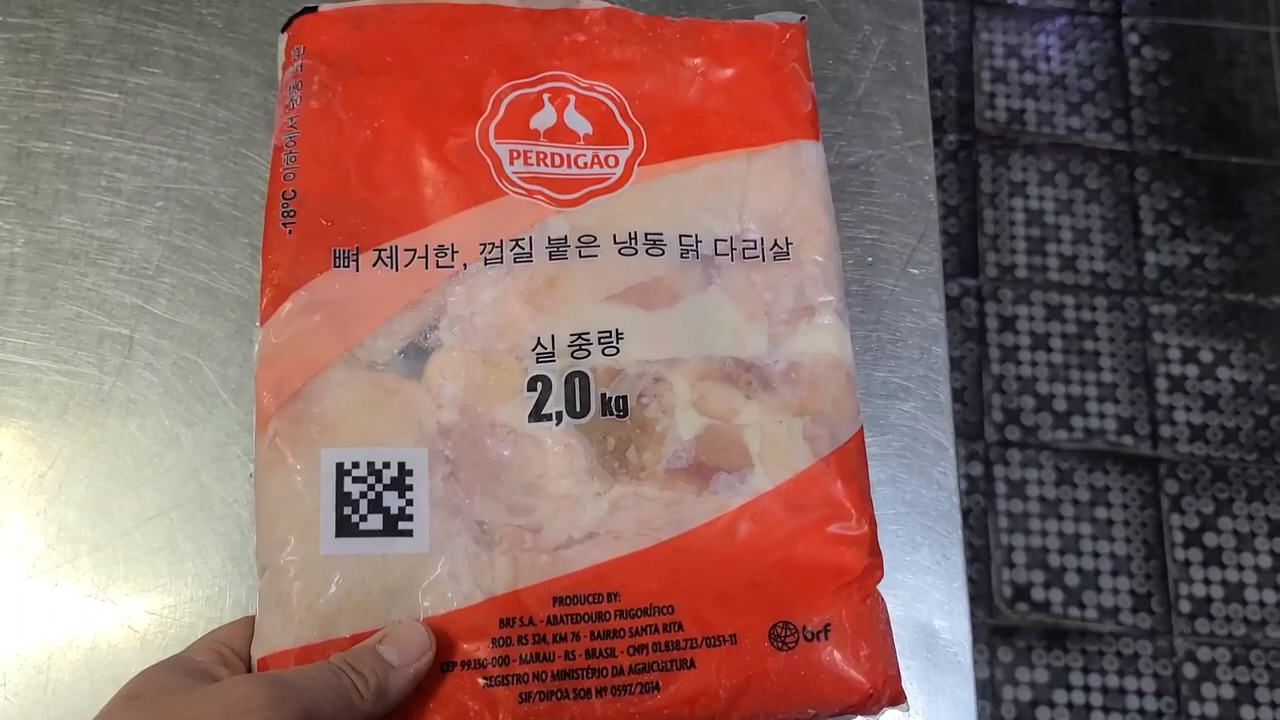 PERDIGÃO
뼈 제거한, 껍질 붙은 냉동 닭 다리살
실 중량
2,0 kg
-18°C 이하에서 냉동보관
PRODUCED BY:
BRF S.A. - ABATEDOURO FRIGORÍFICO
ROD. RS 324, KM 76 - BAIRRO SANTA RITA
CEP 99.150-000 - MARAU - RS - BRASIL - CNPJ 01.838.723/0251-11
REGISTRO NO MINISTÉRIO DA AGRICULTURA
SIF/DIPOA SOB Nº 0597/2014
brf